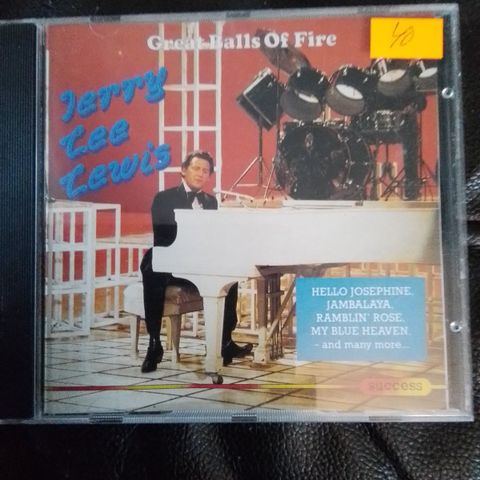 Great Balls Of Fire
40
Jerry
Lee
Lewis
HELLO JOSEPHINE,
JAMBALAYA,
RAMBLIN' ROSE,
MY BLUE HEAVEN,
- and many more...
success